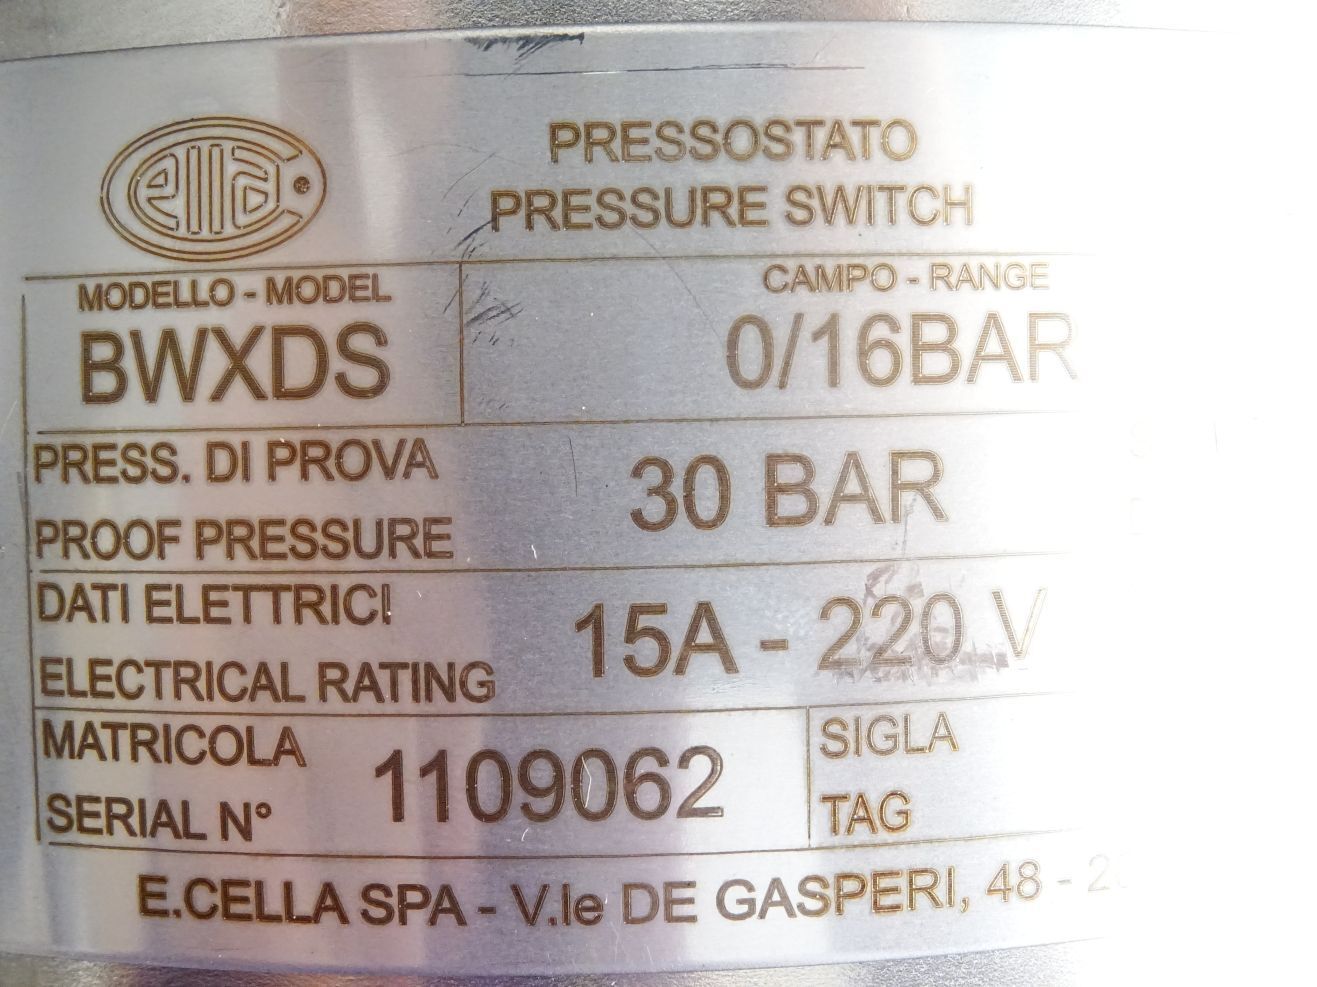 Cella
PRESSOSTATO
PRESSURE SWITCH
MODELLO - MODEL
BWXDS
CAMPO - RANGE
0/16BAR
PRESS. DI PROVA
PROOF PRESSURE
30 BAR
DATI ELETTRICI
ELECTRICAL RATING
15A - 220 V
MATRICOLA
SERIAL N°
1109062
SIGLA
TAG
E.CELLA SPA - V.le DE GASPERI, 48 -